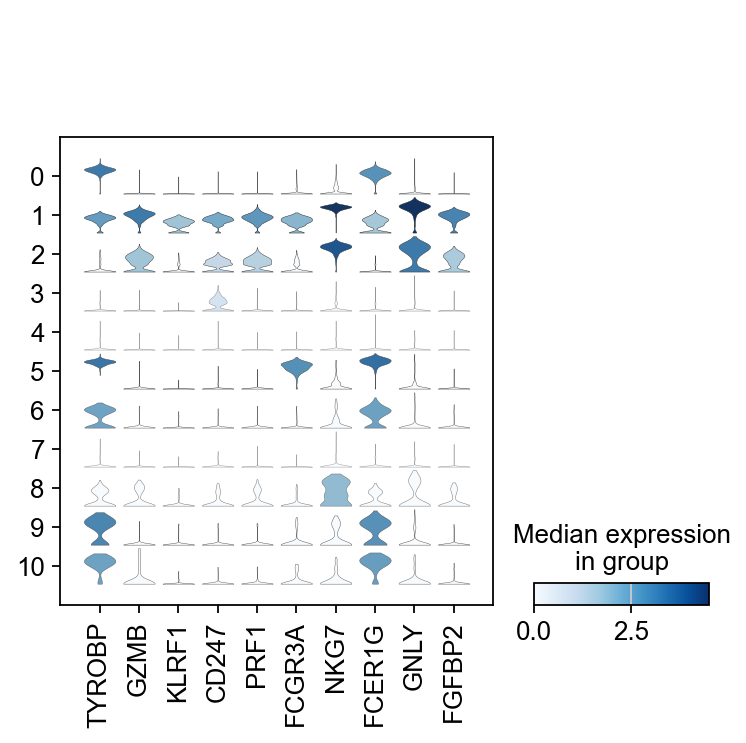 0
1
2
3
4
5
6
7
8
9
10
TYROBP
GZMB
KLRF1
CD247
PRF1
FCGR3A
NKG7
FCER1G
GNLY
FGFBP2
Median expression
in group
0.0 2.5